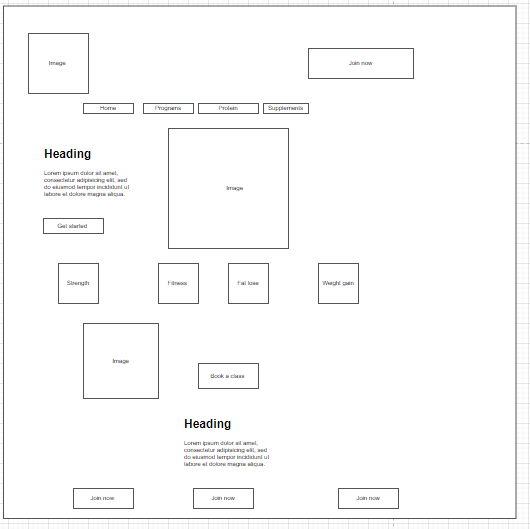 Image
Join now
Home
Programs
Protein
Supplements
Heading
Lorem ipsum dolor sit amet,
consectetur adipisicing elit, sed
do eiusmod tempor incididunt ut
labore et dolore magna aliqua.
Image
Get started
Strength
Fitness
Fat lose
Weight gain
Image
Book a class
Heading
Lorem ipsum dolor sit amet,
consectetur adipisicing elit, sed
do eiusmod tempor incididunt ut
labore et dolore magna aliqua.
Join now
Join now
Join now